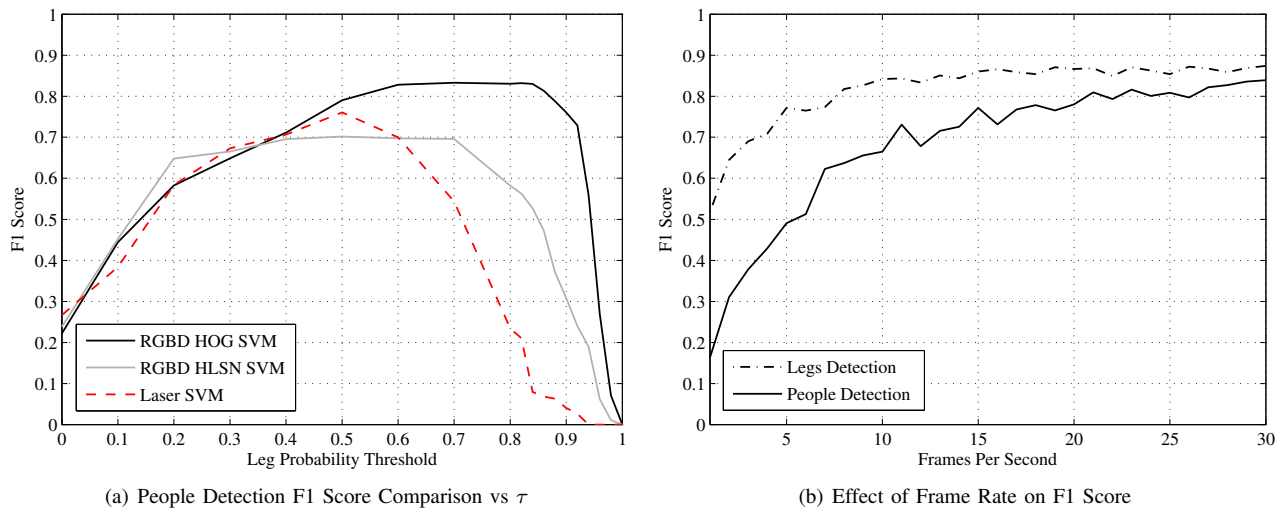 1
0.9
0.8
0.7
0.6
0.5
0.4
0.3
0.2
0.1
0
F1 Score
RGBD HOG SVM
RGBD HLSN SVM
Laser SVM
0 0.1 0.2 0.3 0.4 0.5 0.6 0.7 0.8 0.9 1
Leg Probability Threshold
(a) People Detection F1 Score Comparison vs τ
1
0.9
0.8
0.7
0.6
0.5
0.4
0.3
0.2
0.1
0
F1 Score
Legs Detection
People Detection
5 10 15 20 25 30
Frames Per Second
(b) Effect of Frame Rate on F1 Score